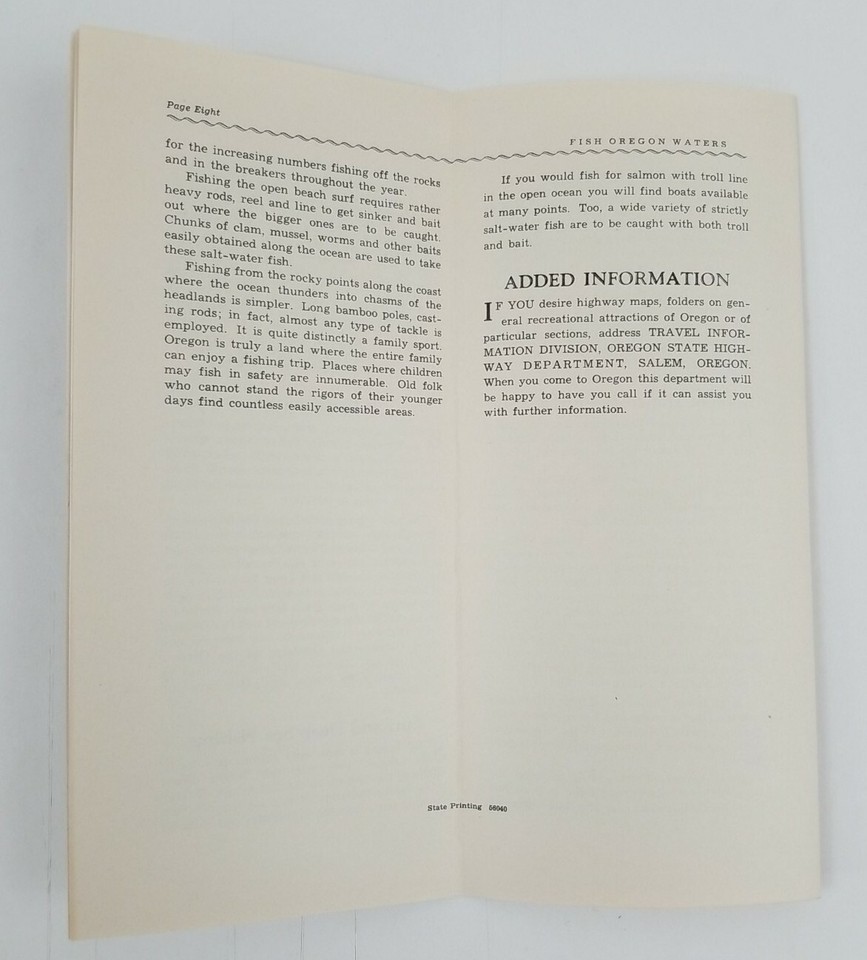 Page Eight
for the increasing numbers fishing off the rocks
and in the breakers throughout the year.
Fishing the open beach surf requires rather
heavy rods, reel and line to get sinker and bait
out where the bigger ones are to be caught.
Chunks of clam, mussel, worms and other baits
easily obtained along the ocean are used to take
these salt-water fish.
Fishing from the rocky points along the coast
where the ocean thunders into chasms of the
headlands is simpler. Long bamboo poles, cast-
ing rods; in fact, almost any type of tackle is
employed. It is quite distinctly a family sport.
Oregon is truly a land where the entire family
can enjoy a fishing trip. Places where children
may fish in safety are innumerable. Old folk
who cannot stand the rigors of their younger
days find countless easily accessible areas.
FISH OREGON WATERS
If you would fish for salmon with troll line
in the open ocean you will find boats available
at many points. Too, a wide variety of strictly
salt-water fish are to be caught with both troll
and bait.
ADDED INFORMATION
IF YOU desire highway maps, folders on gen-
eral recreational attractions of Oregon or of
particular sections, address TRAVEL INFOR-
MATION DIVISION, OREGON STATE HIGH-
WAY DEPARTMENT, SALEM, OREGON.
When you come to Oregon this department will
be happy to have you call if it can assist you
with further information.
State Printing 56040